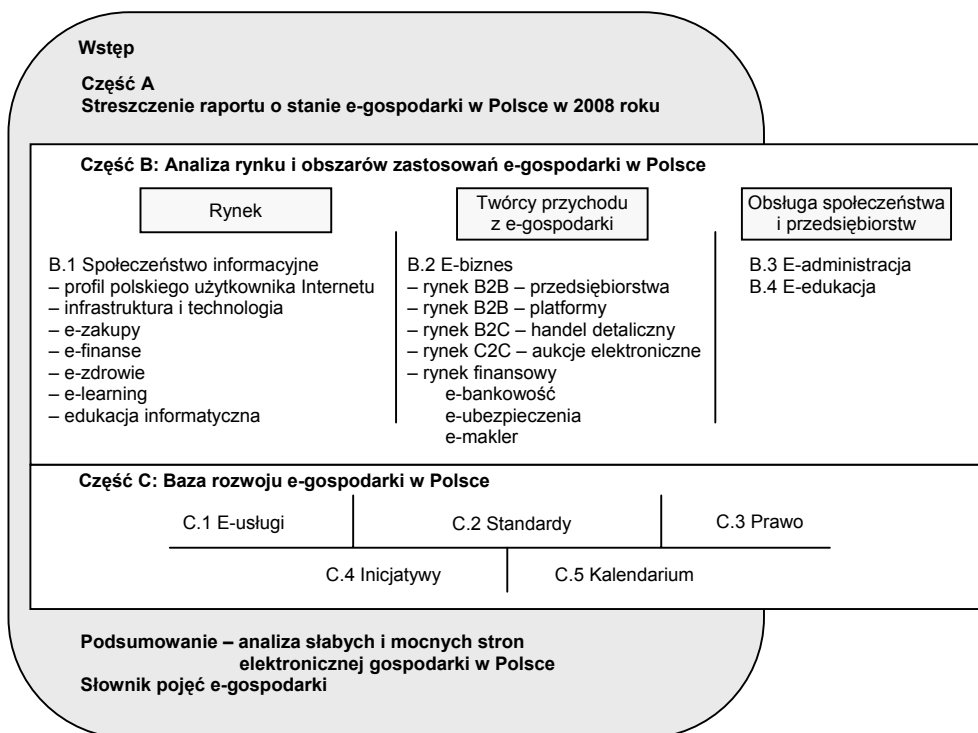 Wstęp
Część A
Streszczenie raportu o stanie e-gospodarki w Polsce w 2008 roku
Część B: Analiza rynku i obszarów zastosowań e-gospodarki w Polsce
Rynek
B.1 Społeczeństwo informacyjne
– profil polskiego użytkownika Internetu
– infrastruktura i technologia
– e-zakupy
– e-finanse
– e-zdrowie
– e-learning
– edukacja informatyczna
Twórcy przychodu
z e-gospodarki
B.2 E-biznes
– rynek B2B – przedsiębiorstwa
– rynek B2B – platformy
– rynek B2C – handel detaliczny
– rynek C2C – aukcje elektroniczne
– rynek finansowy
e-bankowość
e-ubezpieczenia
e-makler
Obsługa społeczeństwa
i przedsiębiorstw
B.3 E-administracja
B.4 E-edukacja
Część C: Baza rozwoju e-gospodarki w Polsce
C.1 E-usługi
C.2 Standardy
C.3 Prawo
C.4 Inicjatywy
C.5 Kalendarium
Podsumowanie – analiza słabych i mocnych stron
elektronicznej gospodarki w Polsce
Słownik pojęć e-gospodarki